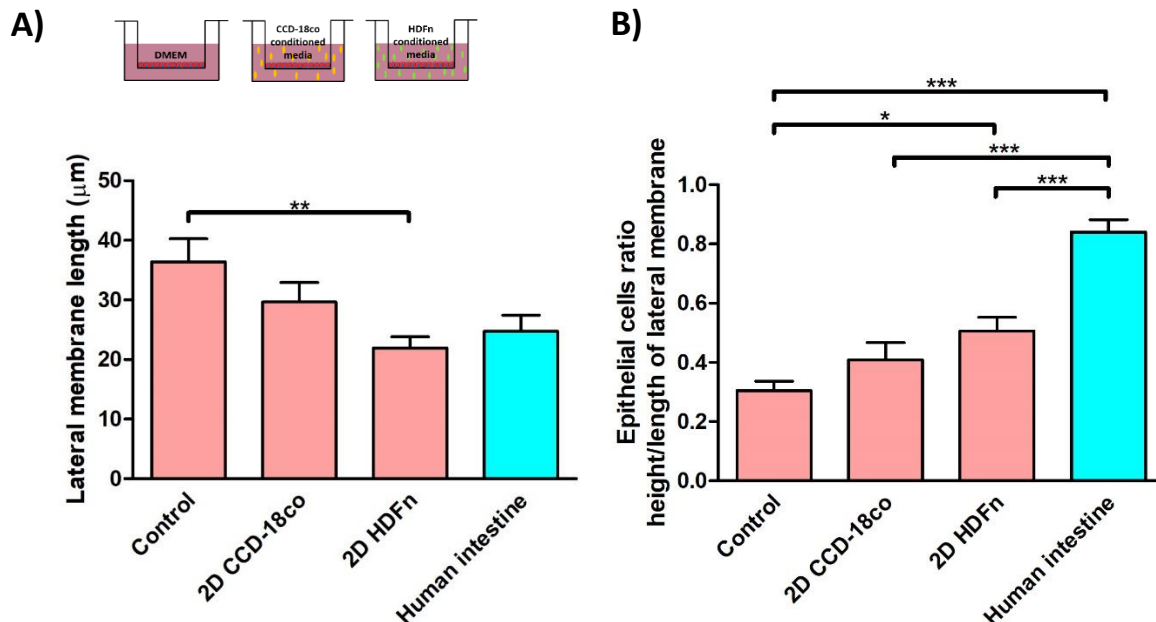 A)
DMEM
CCD-18co
conditioned
media
HDFn
conditioned
media
Lateral membrane length (μm)
50
40
30
20
10
0
**
Control
2D CCD-18co
2D HDFn
Human intestine
B)
***
*
***
***
Epithelial cells ratio
height/length of lateral membrane
1.0
0.8
0.6
0.4
0.2
0.0
Control
2D CCD-18co
2D HDFn
Human intestine